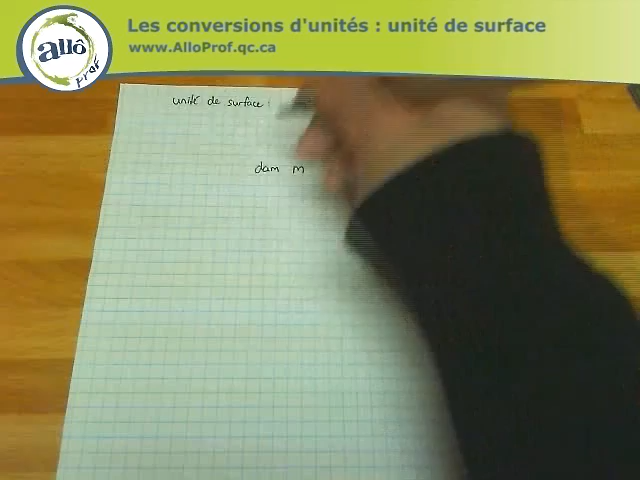 Les conversions d'unités : unité de surface
www.AlloProf.qc.ca
allô
prof
unité de surface
dam m